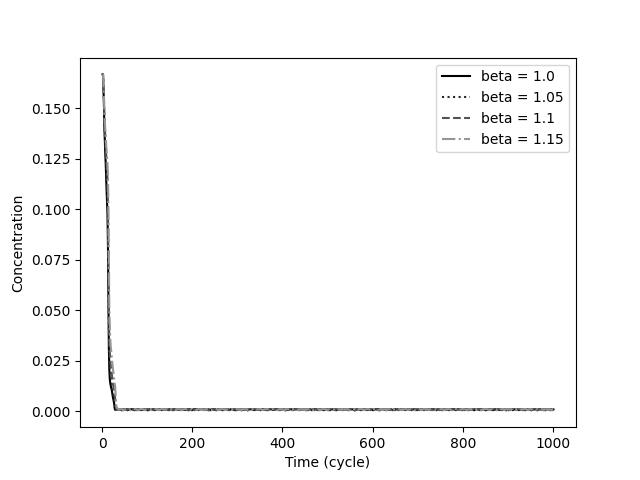 beta = 1.0
beta = 1.05
beta = 1.1
beta = 1.15
0.150
0.125
0.100
0.075
0.050
0.025
0.000
Concentration
0 200 400 600 800 1000
Time (cycle)